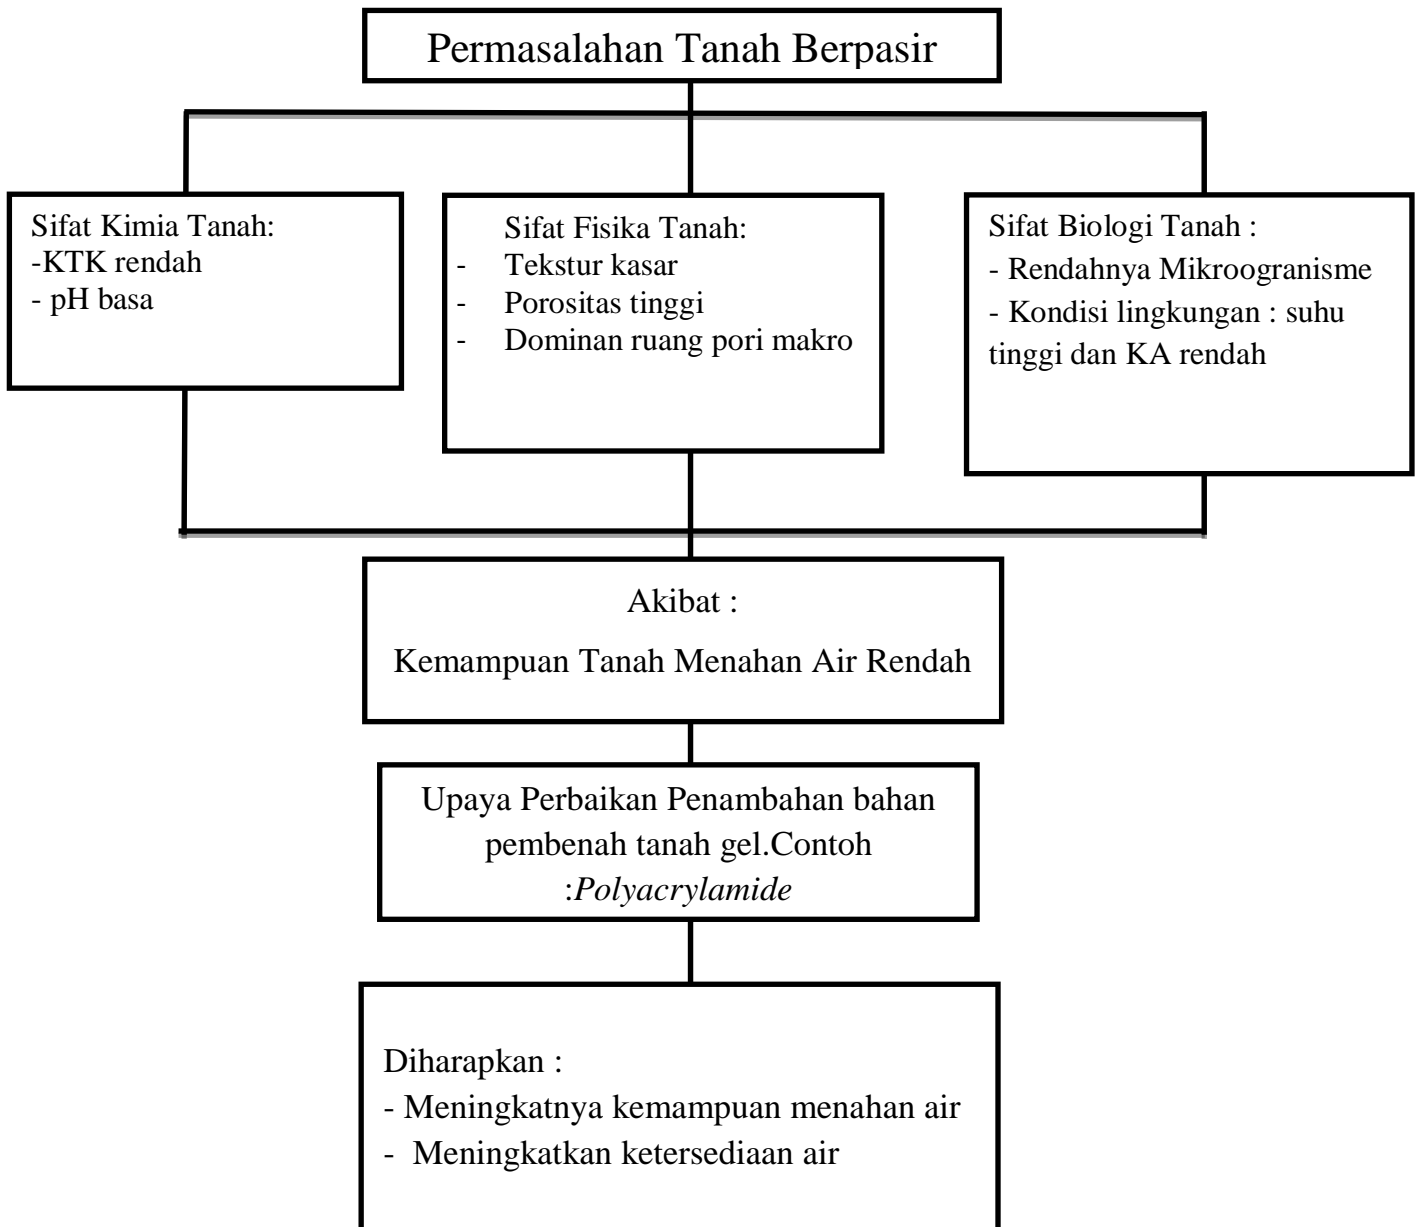 Permasalahan Tanah Berpasir
Sifat Kimia Tanah:
-KTK rendah
- pH basa
Sifat Fisika Tanah:
- Tekstur kasar
- Porositas tinggi
- Dominan ruang pori makro
Sifat Biologi Tanah :
- Rendahnya Mikroogranisme
- Kondisi lingkungan : suhu
tinggi dan KA rendah
Akibat :
Kemampuan Tanah Menahan Air Rendah
Upaya Perbaikan Penambahan bahan
pembenah tanah gel.Contoh
:Polyacrylamide
Diharapkan :
- Meningkatnya kemampuan menahan air
- Meningkatkan ketersediaan air